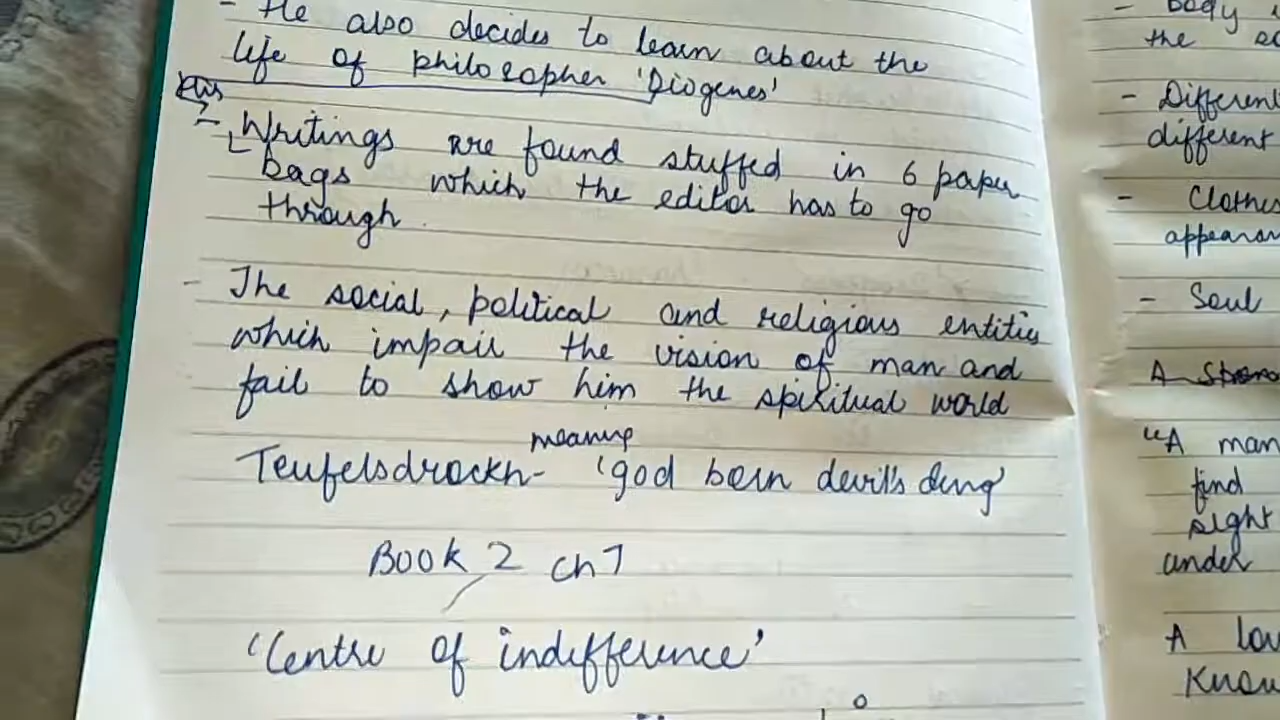 - He also decides to learn about the
life of philosopher 'Diogenes'
His
- Writings are found stuffed in 6 paper
bags which the editor has to go
through.
- The social, political and religious entities
which impair the vision of man and
fail to show him the spiritual world
meaning
Teufelsdrockh- 'god born devil's dung'
Book 2 ch 7
'Centre of indifference'
- Body
the
- Different
different
- Clothes
appearan
- Soul
"A man
find
sight
under
A lov
Know